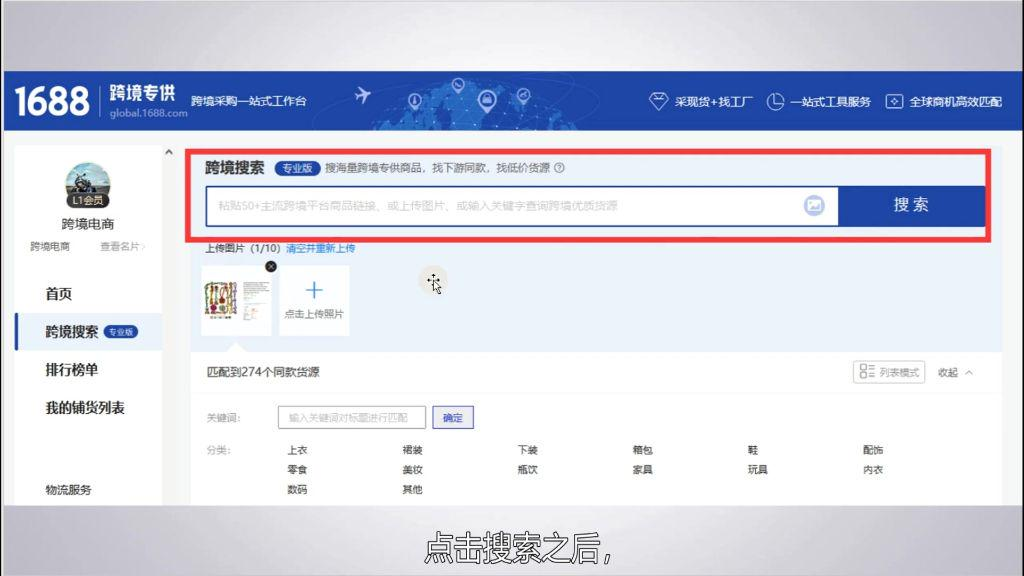 1688 跨境专供 global.1688.com 跨境采购一站式工作台 采现货+找工厂 一站式工具服务 全球商机高效匹配
L1会员
跨境电商
跨境电商 查看名片
首页
跨境搜索 专业版
排行榜单
我的铺货列表
物流服务
跨境搜索 专业版 搜海量跨境专供商品，找下游同款，找低价货源
粘贴50+主流跨境平台商品链接、或上传图片、或输入关键字查询跨境优质货源 搜索
上传图片（1/10） 清空并重新上传
点击上传照片
匹配到274个同款货源 列表模式 收起
关键词： 输入关键词对标题进行匹配 确定
分类： 上衣 裙装 下装 箱包 鞋 配饰
零食 美妆 瓶饮 家具 玩具 内衣
数码 其他
点击搜索之后，